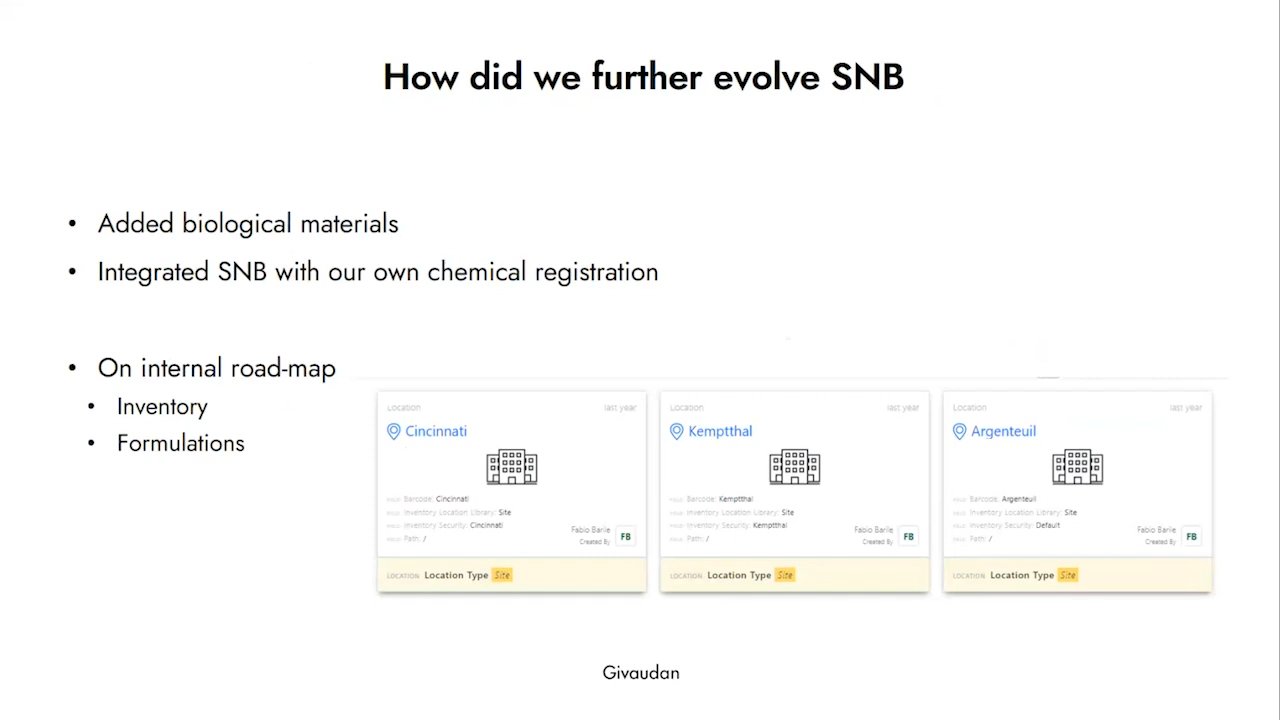 How did we further evolve SNB
• Added biological materials
• Integrated SNB with our own chemical registration
• On internal road-map
• Inventory
• Formulations
Location last year
Cincinnati
Barcode: Cincinnati
Inventory Location Library: Site
Inventory Security: Cincinnati
Path: /
Fabio Barile
Created By
FB
LOCATION: Location Type Site
Location last year
Kemptthal
Barcode: Kemptthal
Inventory Location Library: Site
Inventory Security: Kemptthal
Path: /
Fabio Barile
Created By
FB
LOCATION: Location Type Site
Location last year
Argenteuil
Barcode: Argenteuil
Inventory Location Library: Site
Inventory Security: Default
Path: /
Fabio Barile
Created By
FB
LOCATION: Location Type Site
Givaudan